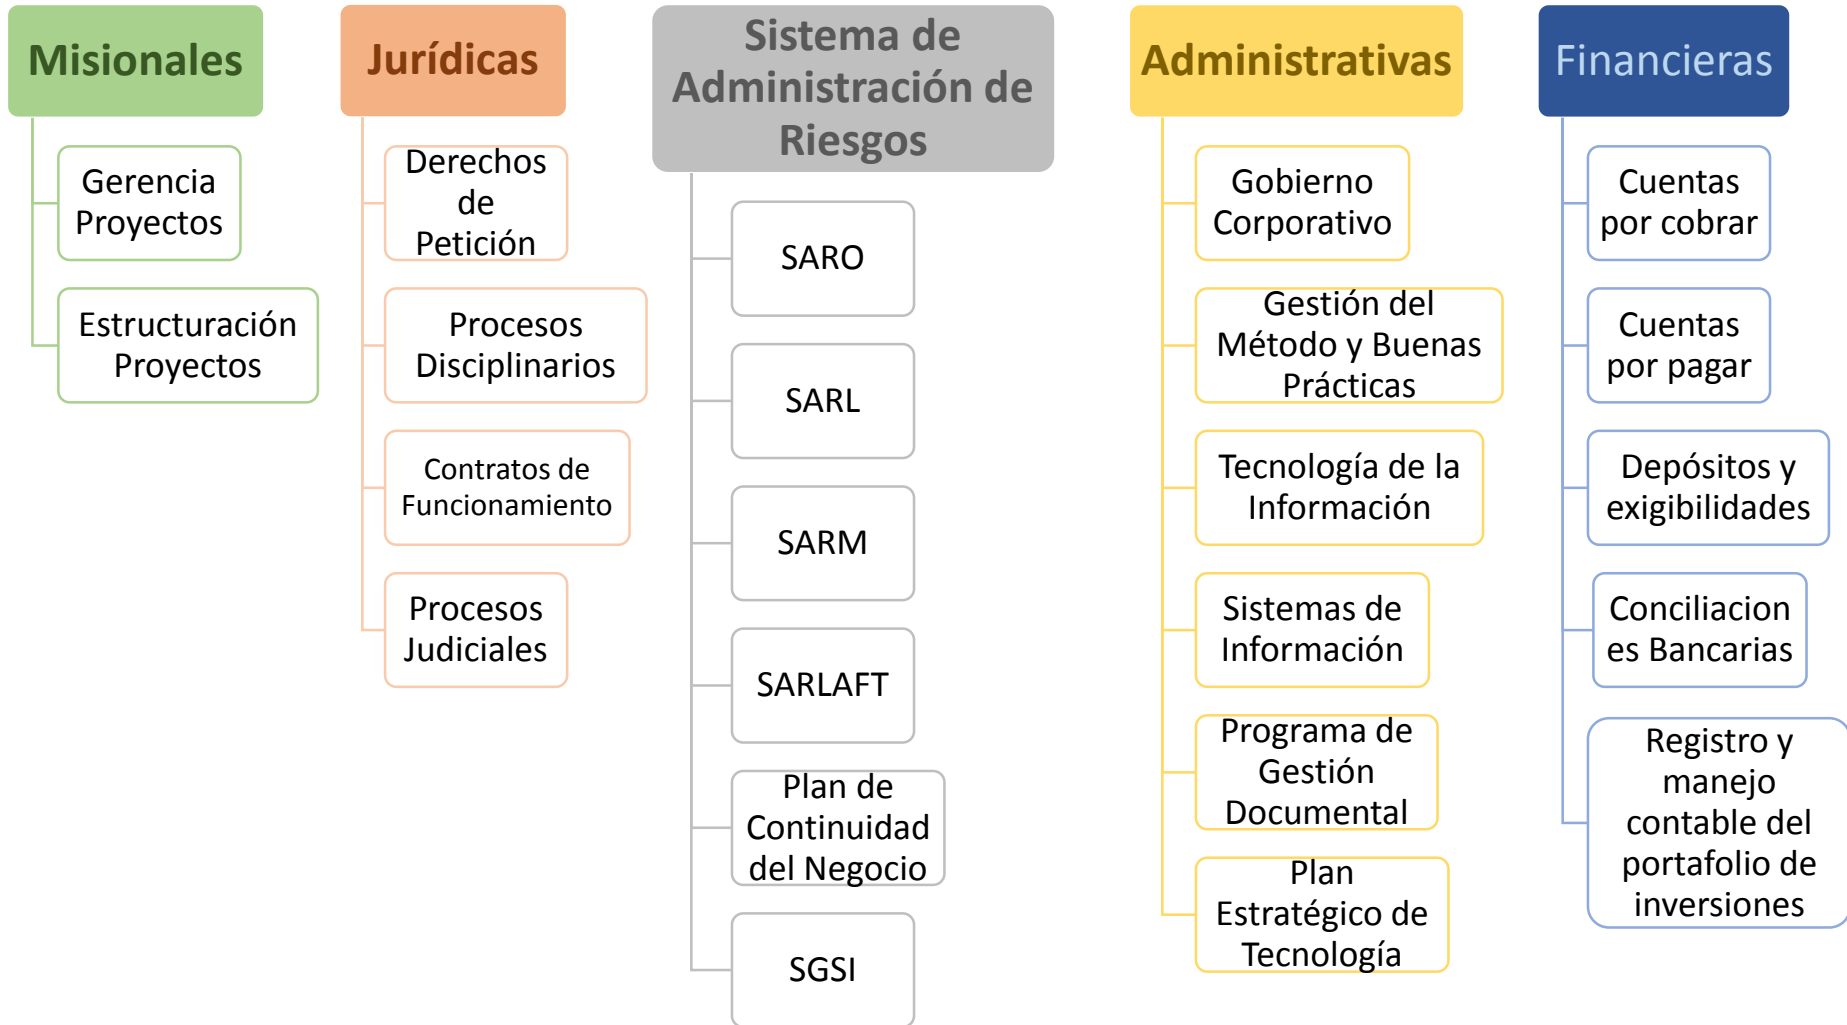 Misionales
Gerencia
Proyectos
Estructuración
Proyectos
Jurídicas
Derechos
de
Petición
Procesos
Disciplinarios
Contratos de
Funcionamiento
Procesos
Judiciales
Sistema de
Administración de
Riesgos
SARO
SARL
SARM
SARLAFT
Plan de
Continuidad
del Negocio
SGSI
Administrativas
Gobierno
Corporativo
Gestión del
Método y Buenas
Prácticas
Tecnología de la
Información
Sistemas de
Información
Programa de
Gestión
Documental
Plan
Estratégico de
Tecnología
Financieras
Cuentas
por cobrar
Cuentas
por pagar
Depósitos y
exigibilidades
Conciliacion
es Bancarias
Registro y
manejo
contable del
portafolio de
inversiones